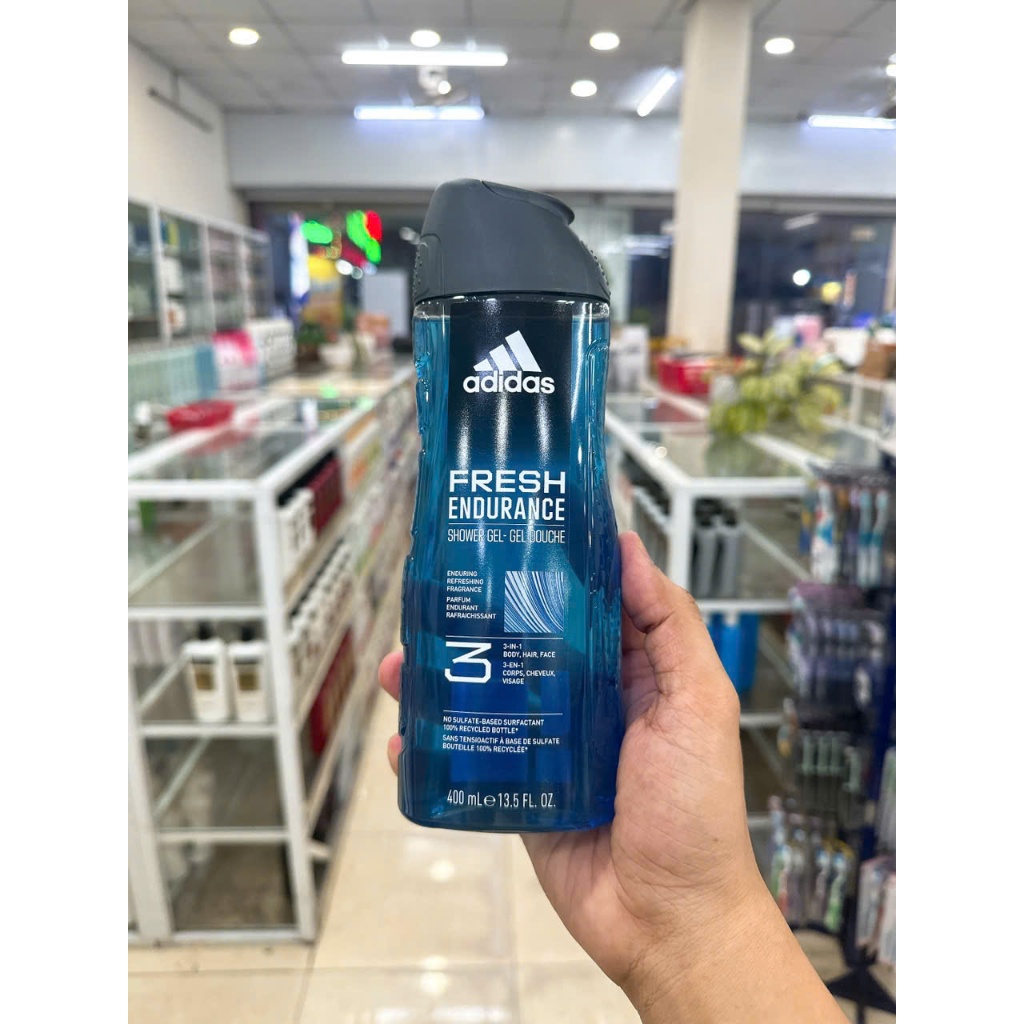 adidas
FRESH
ENDURANCE
SHOWER GEL - GEL DOUCHE
ENDURING
REFRESHING
FRAGRANCE
PARFUM
ENDURANT
RAFRAICHISSANT
3
3-IN-1
BODY, HAIR, FACE
3-EN-1
CORPS, CHEVEUX,
VISAGE
NO SULFATE-BASED SURFACTANT
100% RECYCLED BOTTLE*
SANS TENSIOACTIF À BASE DE SULFATE
BOUTEILLE 100% RECYCLÉE*
400 mL ℮ 13.5 FL. OZ.